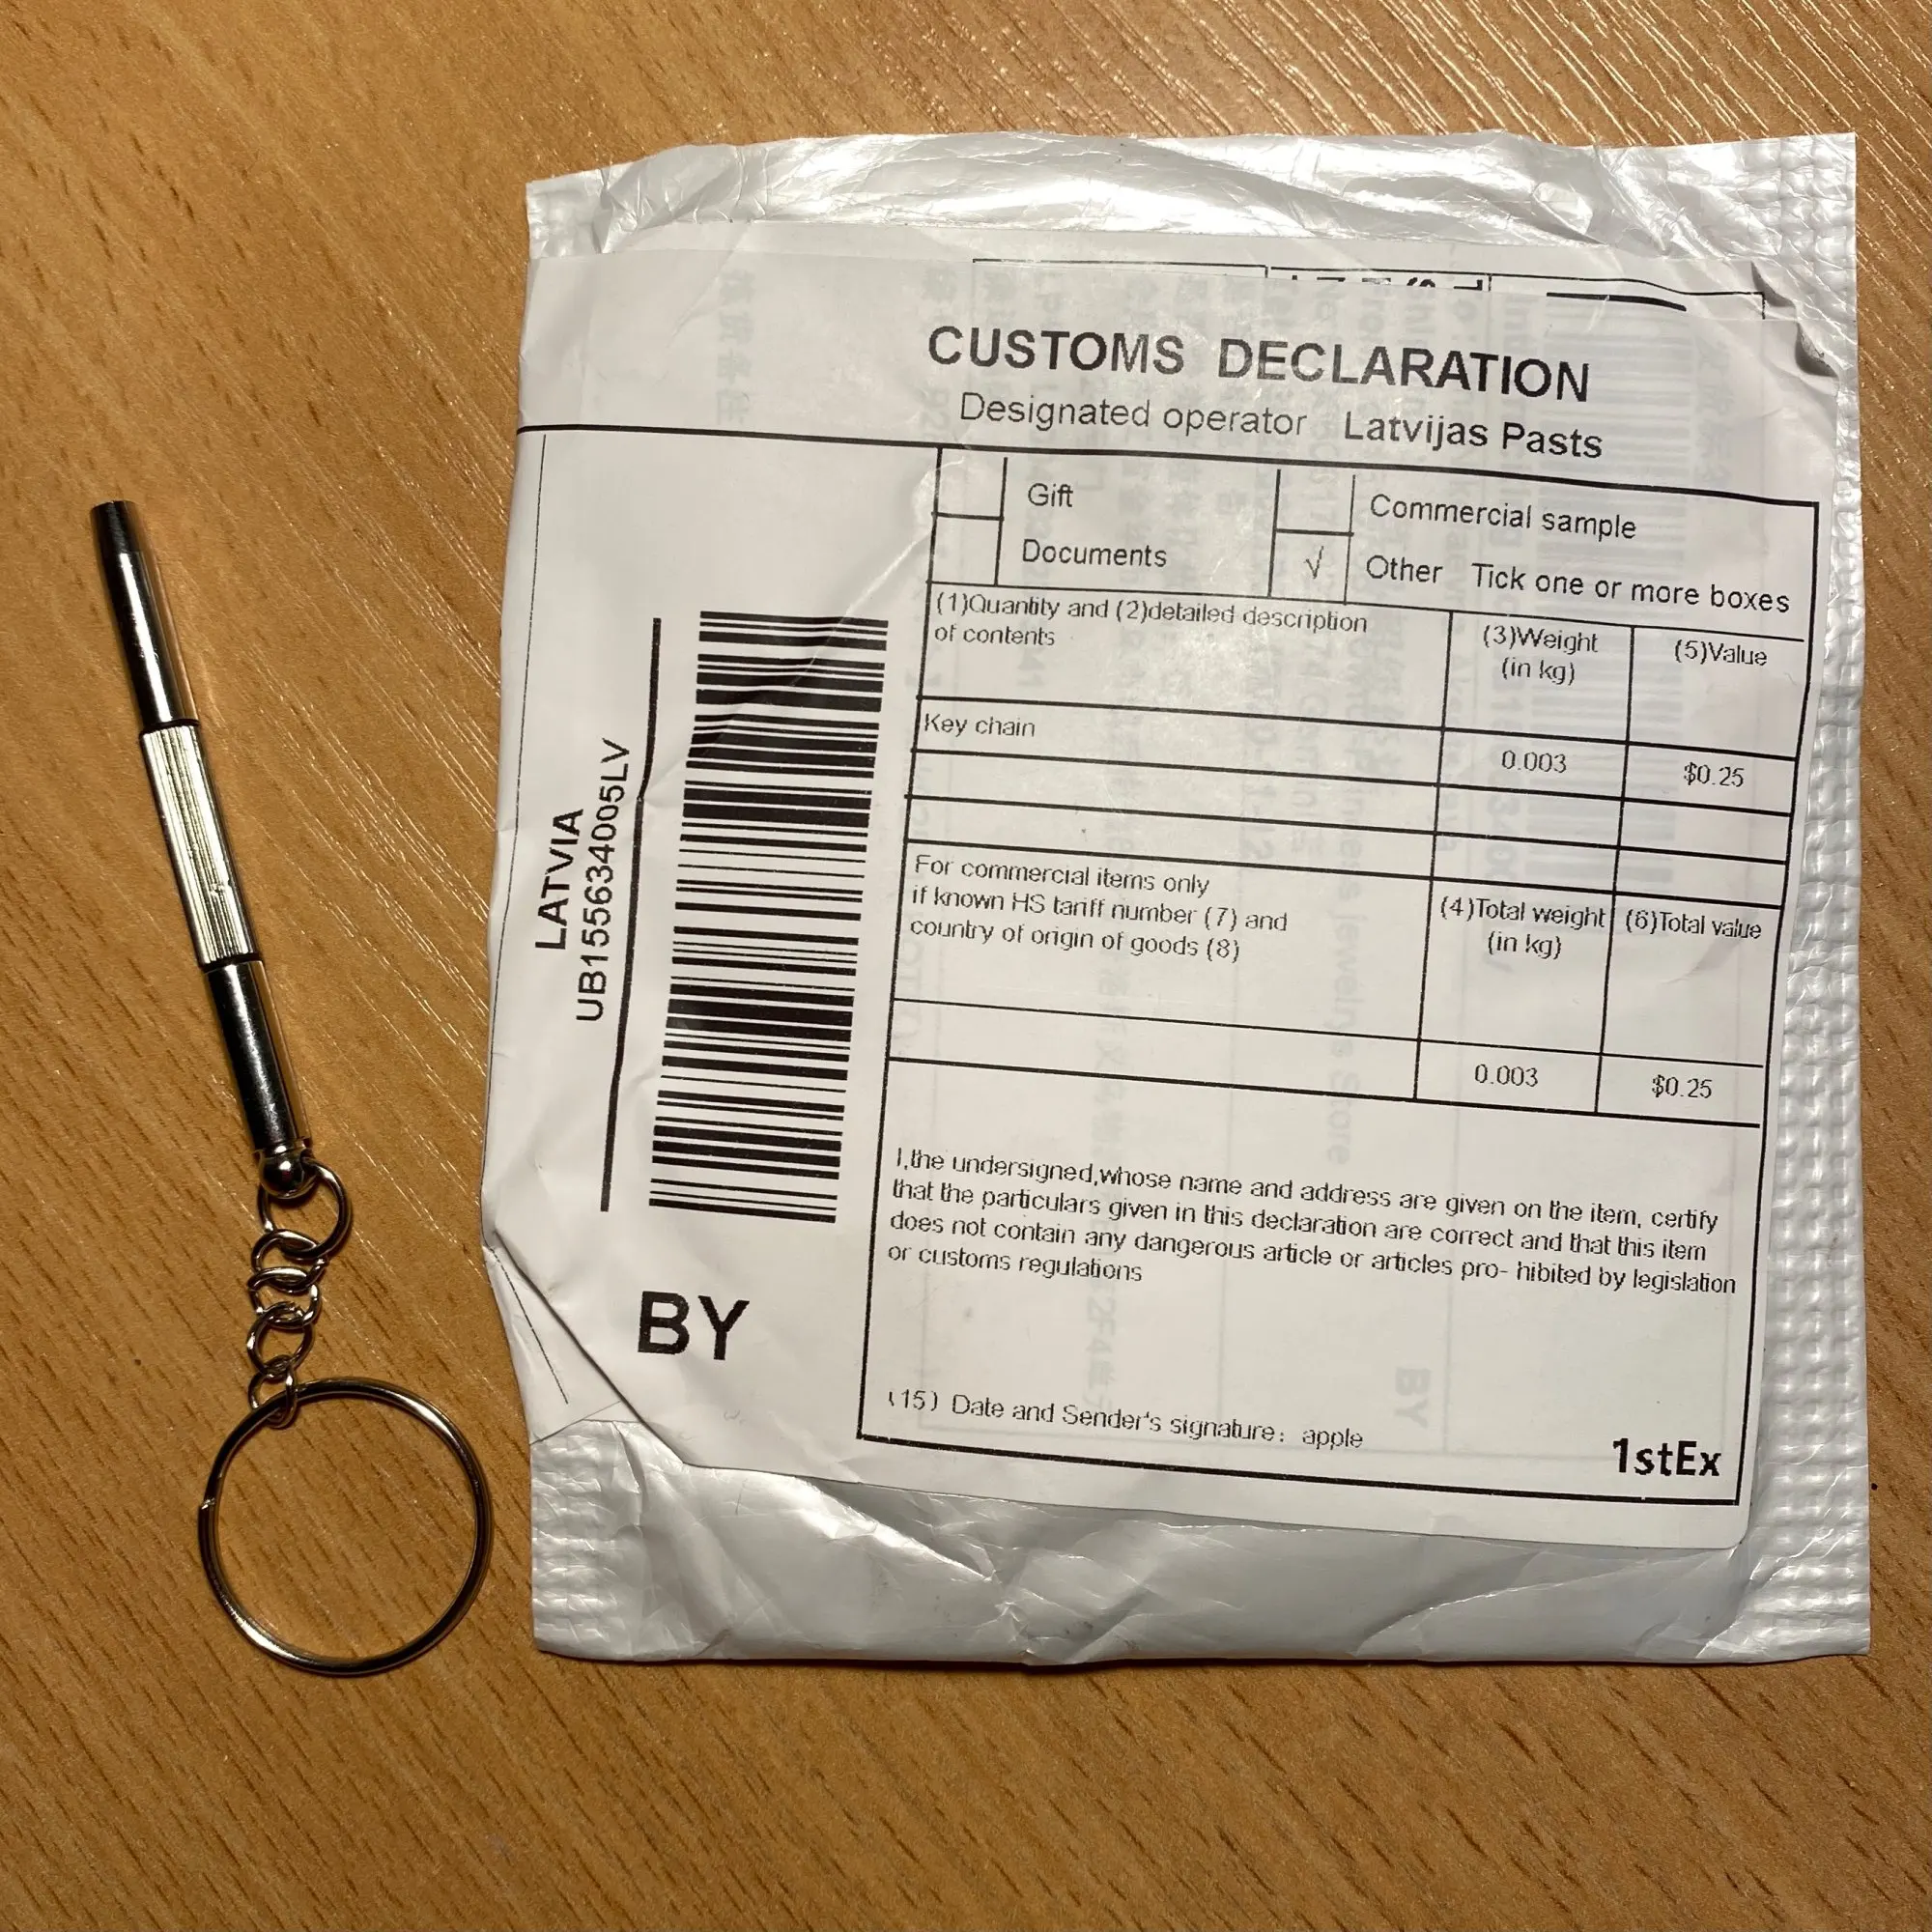 CUSTOMS DECLARATION
Designated operator Latvijas Pasts
Gift
Commercial sample
Documents
√ Other Tick one or more boxes
(1)Quantity and (2)detailed description
of contents
(3)Weight
(in kg)
(5)Value
Key chain
0.003
$0.25
For commercial items only
if known HS tariff number (7) and
country of origin of goods (8)
(4)Total weight
(in kg)
(6)Total value
0.003
$0.25
I,the undersigned,whose name and address are given on the item, certify
that the particulars given in this declaration are correct and that this item
does not contain any dangerous article or articles pro- hibited by legislation
or customs regulations
(15) Date and Sender's signature: apple
1stEx
LATVIA
UB155634005LV
BY